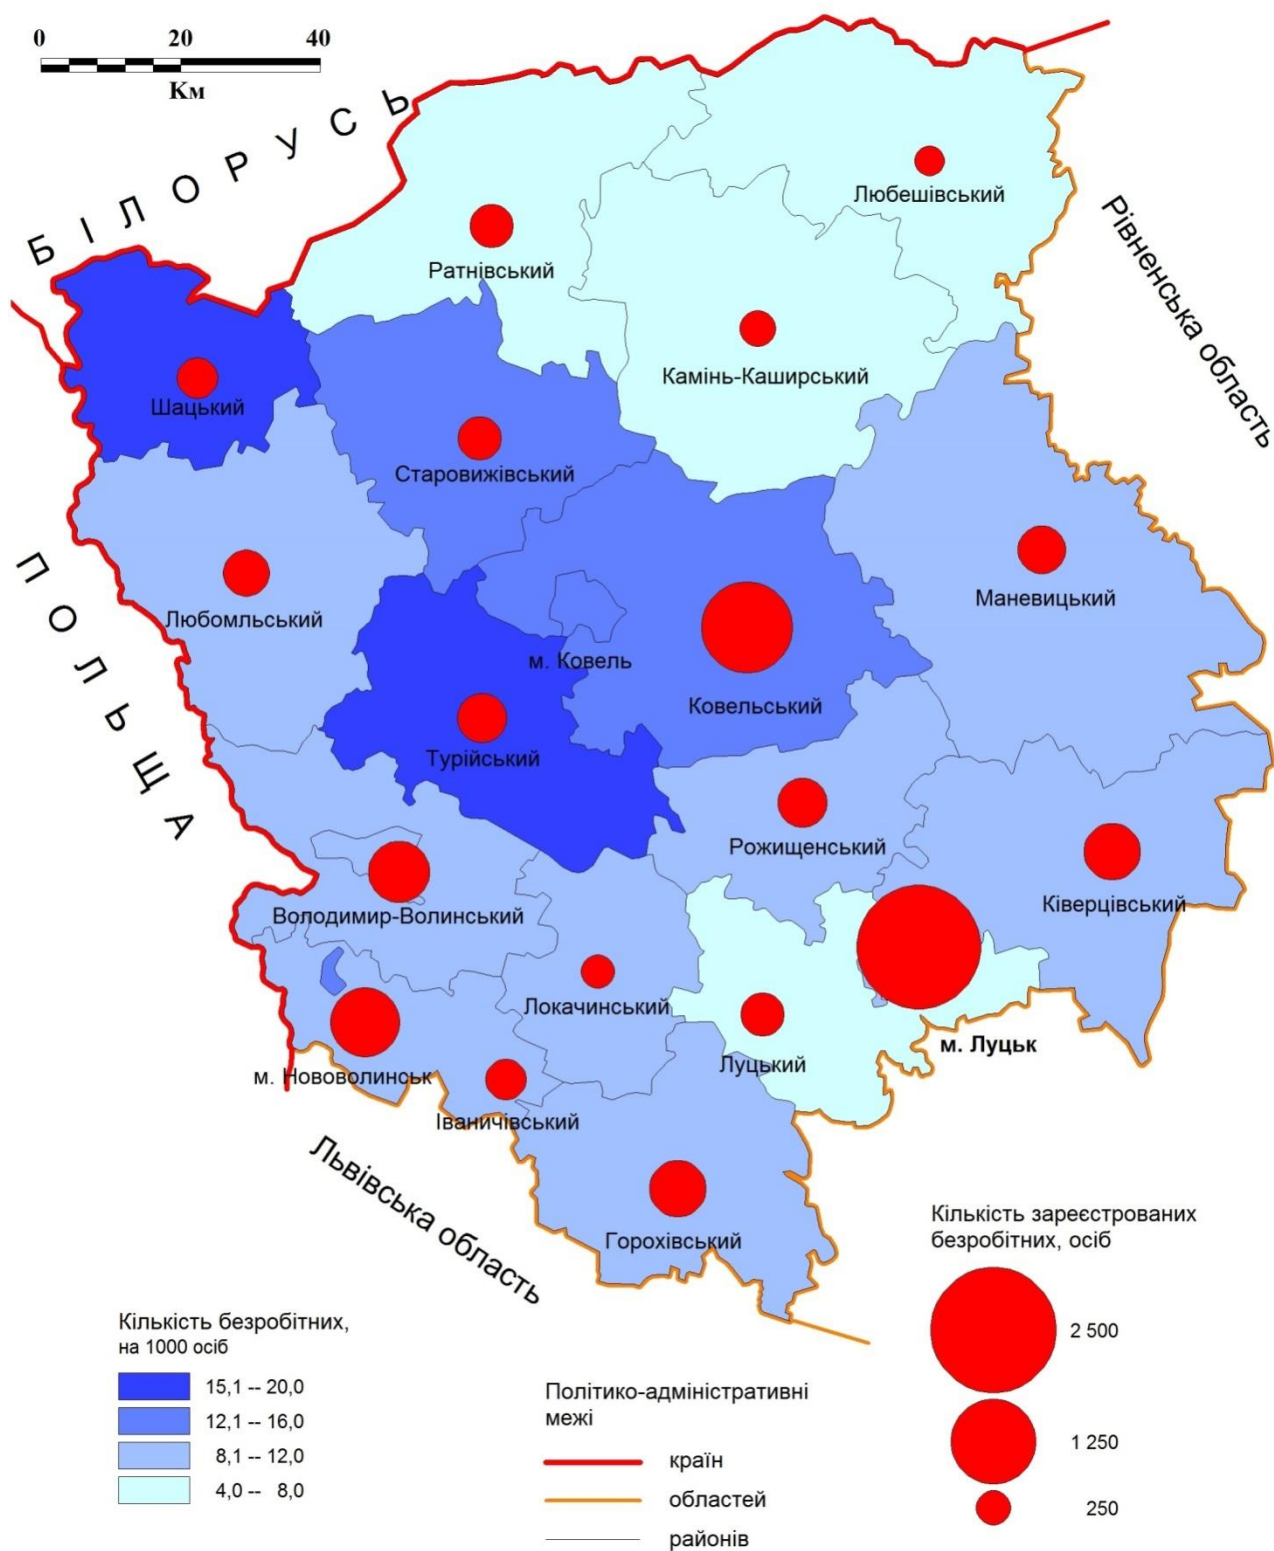 0 20 40
Км
БІЛОРУСЬ
Любешівський
Рівненська область
Ратнівський
Камінь-Каширський
Шацький
Старовижівський
ПОЛЬЩА
Любомльський
Маневицький
м. Ковель
Ковельський
Турійський
Рожищенський
Володимир-Волинський
Ківерцівський
Локачинський
м. Луцьк
Луцький
м. Нововолинськ
Іваничівський
Львівська область
Горохівський
Кількість зареєстрованих
безробітних, осіб
2 500
1 250
250
Кількість безробітних,
на 1000 осіб
15,1 -- 20,0
12,1 -- 16,0
8,1 -- 12,0
4,0 -- 8,0
Політико-адміністративні
межі
країн
областей
районів